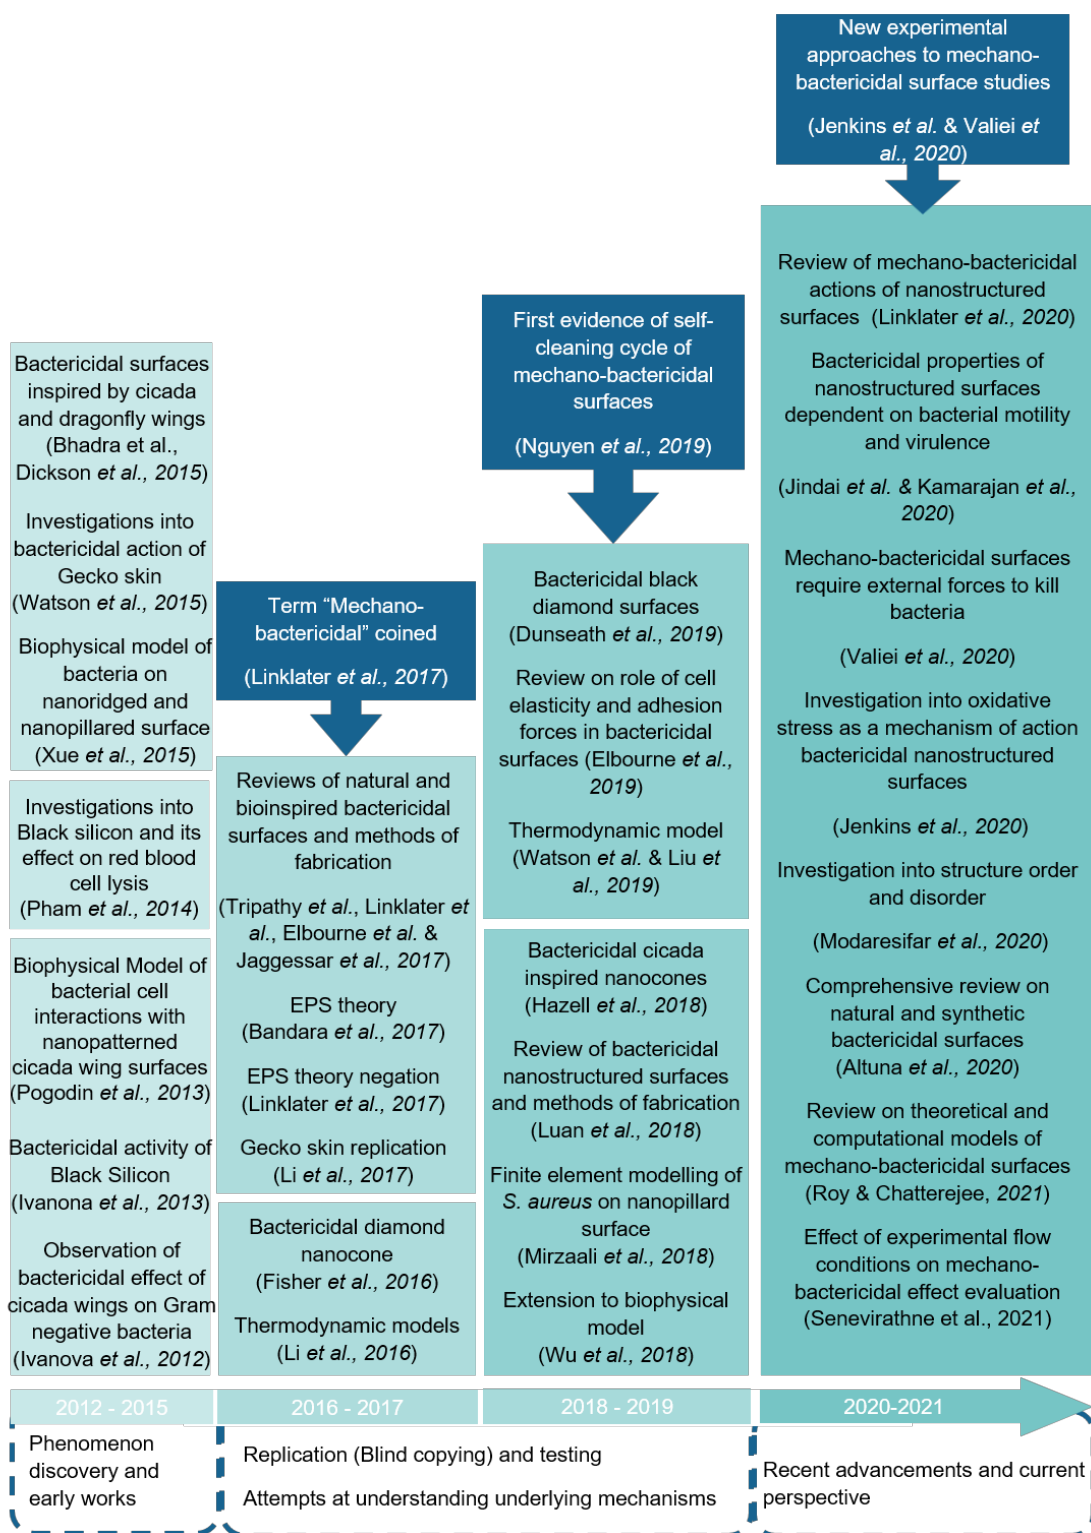 New experimental
approaches to mechano-
bactericidal surface studies
(Jenkins et al. & Valiei et
al., 2020)
Review of mechano-bactericidal
actions of nanostructured
surfaces (Linklater et al., 2020)
Bactericidal properties of
nanostructured surfaces
dependent on bacterial motility
and virulence
(Jindai et al. & Kamarajan et al.,
2020)
Mechano-bactericidal surfaces
require external forces to kill
bacteria
(Valiei et al., 2020)
Investigation into oxidative
stress as a mechanism of action
bactericidal nanostructured
surfaces
(Jenkins et al., 2020)
Investigation into structure order
and disorder
(Modaresifar et al., 2020)
Comprehensive review on
natural and synthetic
bactericidal surfaces
(Altuna et al., 2020)
Review on theoretical and
computational models of
mechano-bactericidal surfaces
(Roy & Chatterejee, 2021)
Effect of experimental flow
conditions on mechano-
bactericidal effect evaluation
(Senevirathne et al., 2021)
First evidence of self-
cleaning cycle of
mechano-bactericidal
surfaces
(Nguyen et al., 2019)
Bactericidal black
diamond surfaces
(Dunseath et al., 2019)
Review on role of cell
elasticity and adhesion
forces in bactericidal
surfaces (Elbourne et al.,
2019)
Thermodynamic model
(Watson et al. & Liu et
al., 2019)
Bactericidal cicada
inspired nanocones
(Hazell et al., 2018)
Review of bactericidal
nanostructured surfaces
and methods of fabrication
(Luan et al., 2018)
Finite element modelling of
S. aureus on nanopillard
surface
(Mirzaali et al., 2018)
Extension to biophysical
model
(Wu et al., 2018)
Term “Mechano-
bactericidal” coined
(Linklater et al., 2017)
Reviews of natural and
bioinspired bactericidal
surfaces and methods of
fabrication
(Tripathy et al., Linklater et
al., Elbourne et al. &
Jaggessar et al., 2017)
EPS theory
(Bandara et al., 2017)
EPS theory negation
(Linklater et al., 2017)
Gecko skin replication
(Li et al., 2017)
Bactericidal diamond
nanocone
(Fisher et al., 2016)
Thermodynamic models
(Li et al., 2016)
Bactericidal surfaces
inspired by cicada
and dragonfly wings
(Bhadra et al.,
Dickson et al., 2015)
Investigations into
bactericidal action of
Gecko skin
(Watson et al., 2015)
Biophysical model of
bacteria on
nanoridged and
nanopillared surface
(Xue et al., 2015)
Investigations into
Black silicon and its
effect on red blood
cell lysis
(Pham et al., 2014)
Biophysical Model of
bacterial cell
interactions with
nanopatterned
cicada wing surfaces
(Pogodin et al., 2013)
Bactericidal activity of
Black Silicon
(Ivanona et al., 2013)
Observation of
bactericidal effect of
cicada wings on Gram
negative bacteria
(Ivanova et al., 2012)
2012 - 2015
2016 - 2017
2018 - 2019
2020-2021
Phenomenon
discovery and
early works
Replication (Blind copying) and testing
Attempts at understanding underlying mechanisms
Recent advancements and current
perspective